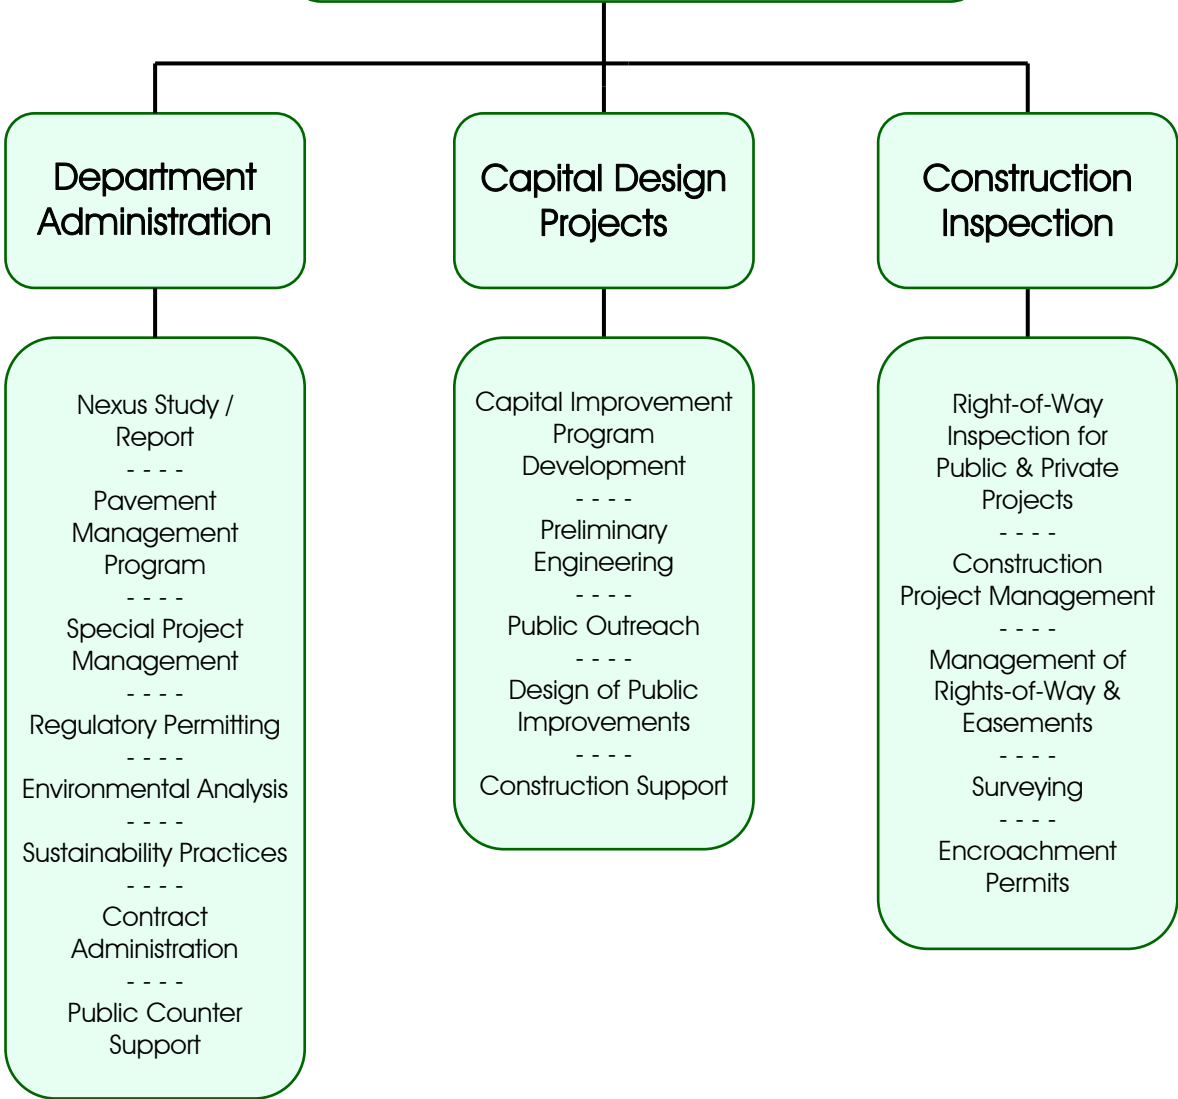 Department
Administration
Capital Design
Projects
Construction
Inspection
Nexus Study /
Report
- - - -
Pavement
Management
Program
- - - -
Special Project
Management
- - - -
Regulatory Permitting
- - - -
Environmental Analysis
- - - -
Sustainability Practices
- - - -
Contract
Administration
- - - -
Public Counter
Support
Capital Improvement
Program
Development
- - - -
Preliminary
Engineering
- - - -
Public Outreach
- - - -
Design of Public
Improvements
- - - -
Construction Support
Right-of-Way
Inspection for
Public & Private
Projects
- - - -
Construction
Project Management
- - - -
Management of
Rights-of-Way &
Easements
- - - -
Surveying
- - - -
Encroachment
Permits